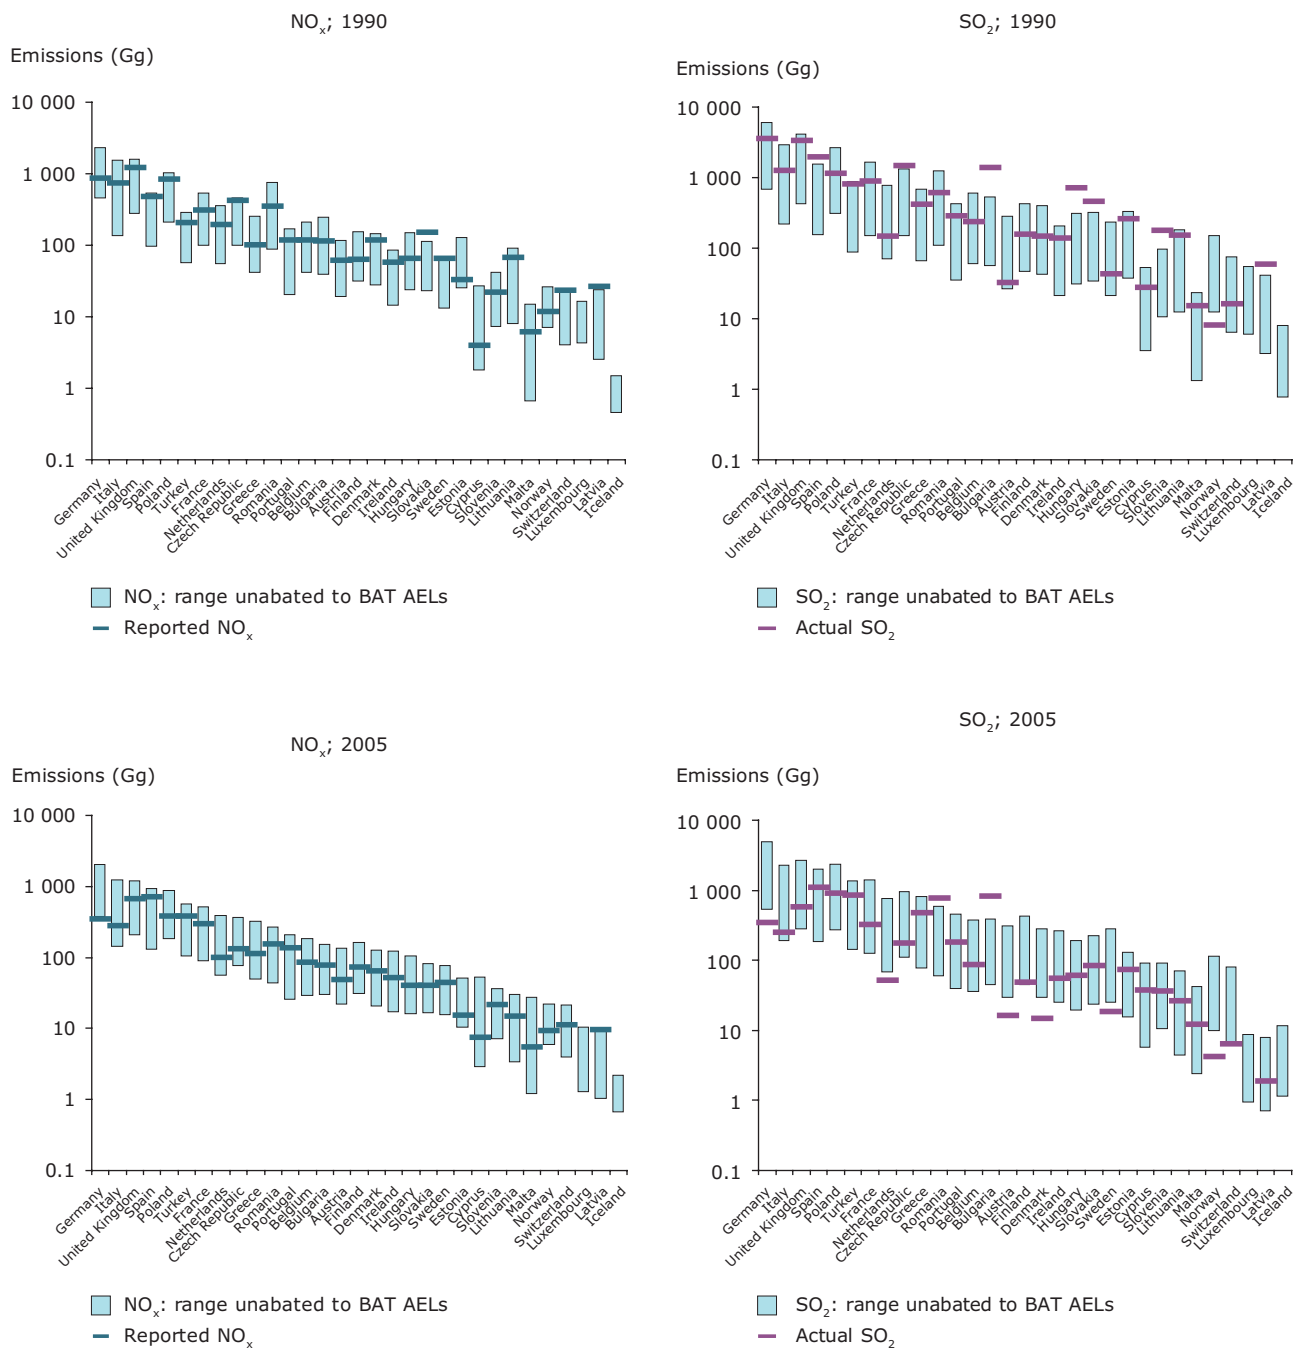 NOx; 1990
Emissions (Gg)
10 000
1 000
100
10
1
0.1
Germany
Italy
United Kingdom
Spain
Poland
Turkey
France
Netherlands
Czech Republic
Greece
Romania
Portugal
Belgium
Bulgaria
Austria
Finland
Denmark
Ireland
Hungary
Slovakia
Sweden
Estonia
Cyprus
Slovenia
Lithuania
Malta
Norway
Switzerland
Luxembourg
Latvia
Iceland
NOx: range unabated to BAT AELs
Reported NOx
SO2; 1990
Emissions (Gg)
10 000
1 000
100
10
1
0.1
Germany
Italy
United Kingdom
Spain
Poland
Turkey
France
Netherlands
Czech Republic
Greece
Romania
Portugal
Belgium
Bulgaria
Austria
Finland
Denmark
Ireland
Hungary
Slovakia
Sweden
Estonia
Cyprus
Slovenia
Lithuania
Malta
Norway
Switzerland
Luxembourg
Latvia
Iceland
SO2: range unabated to BAT AELs
Actual SO2
NOx; 2005
Emissions (Gg)
10 000
1 000
100
10
1
0.1
Germany
Italy
United Kingdom
Spain
Poland
Turkey
France
Netherlands
Czech Republic
Greece
Romania
Portugal
Belgium
Bulgaria
Austria
Finland
Denmark
Ireland
Hungary
Slovakia
Sweden
Estonia
Cyprus
Slovenia
Lithuania
Malta
Norway
Switzerland
Luxembourg
Latvia
Iceland
NOx: range unabated to BAT AELs
Reported NOx
SO2; 2005
Emissions (Gg)
10 000
1 000
100
10
1
0.1
Germany
Italy
United Kingdom
Spain
Poland
Turkey
France
Netherlands
Czech Republic
Greece
Romania
Portugal
Belgium
Bulgaria
Austria
Finland
Denmark
Ireland
Hungary
Slovakia
Sweden
Estonia
Cyprus
Slovenia
Lithuania
Malta
Norway
Switzerland
Luxembourg
Latvia
Iceland
SO2: range unabated to BAT AELs
Actual SO2